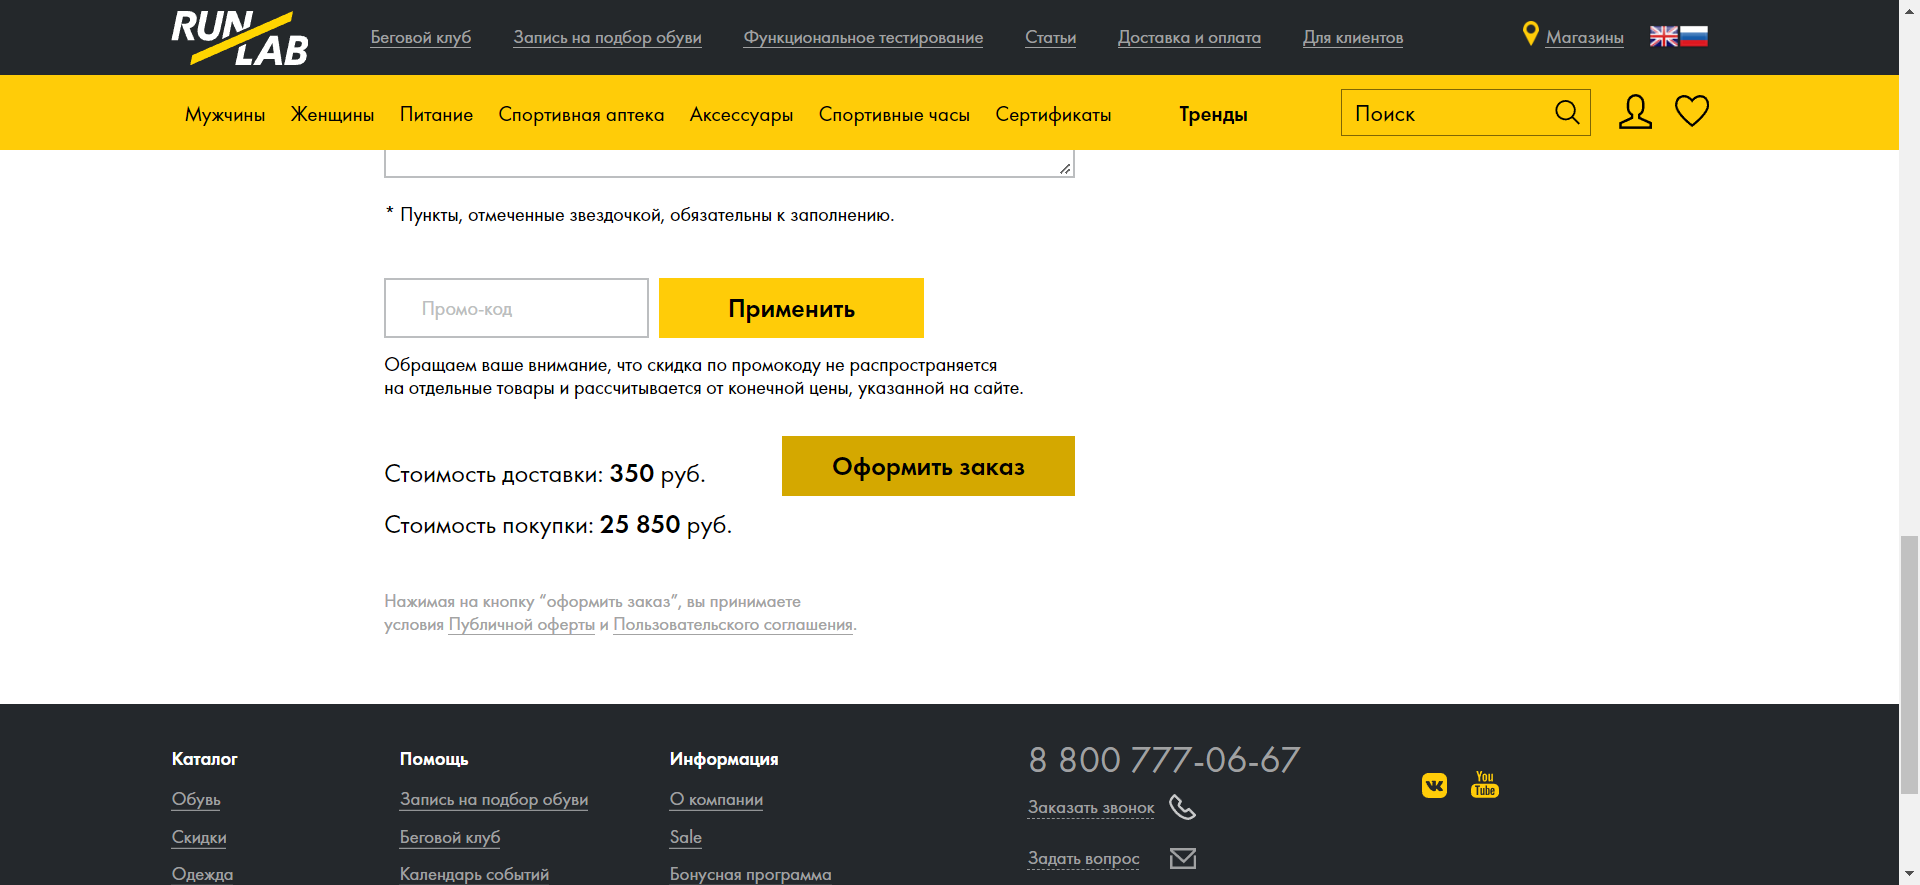 RUN LAB
Беговой клуб
Запись на подбор обуви
Функциональное тестирование
Статьи
Доставка и оплата
Для клиентов
Магазины
Мужчины
Женщины
Питание
Спортивная аптека
Аксессуары
Спортивные часы
Сертификаты
Тренды
Поиск
* Пункты, отмеченные звездочкой, обязательны к заполнению.
Промо-код
Применить
Обращаем ваше внимание, что скидка по промокоду не распространяется
на отдельные товары и рассчитывается от конечной цены, указанной на сайте.
Стоимость доставки: 350 руб.
Оформить заказ
Стоимость покупки: 25 850 руб.
Нажимая на кнопку “оформить заказ”, вы принимаете
условия Публичной оферты и Пользовательского соглашения.
Каталог
Обувь
Скидки
Одежда
Помощь
Запись на подбор обуви
Беговой клуб
Календарь событий
Информация
О компании
Sale
Бонусная программа
8 800 777-06-67
Заказать звонок
Задать вопрос
You
Tube